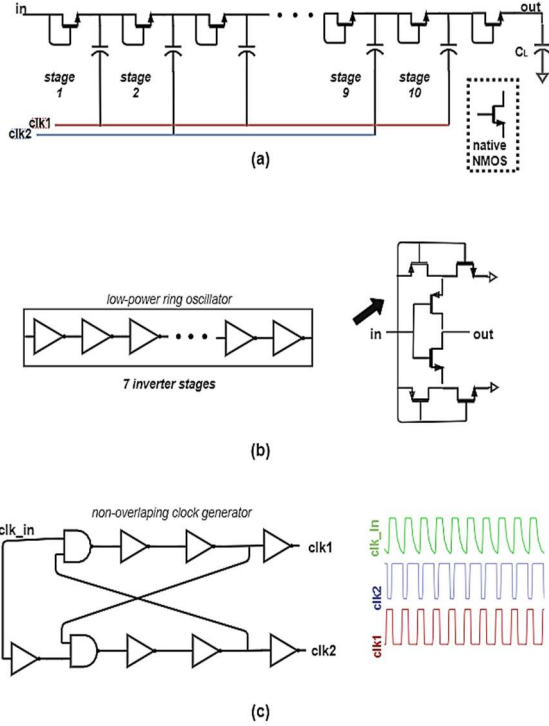 in
out
stage
1
stage
2
stage
9
stage
10
CL
clk1
clk2
native
NMOS
(a)
low-power ring oscillator
7 inverter stages
in
out
(b)
clk_in
non-overlaping clock generator
clk1
clk2
clk_In
clk2
clk1
(c)